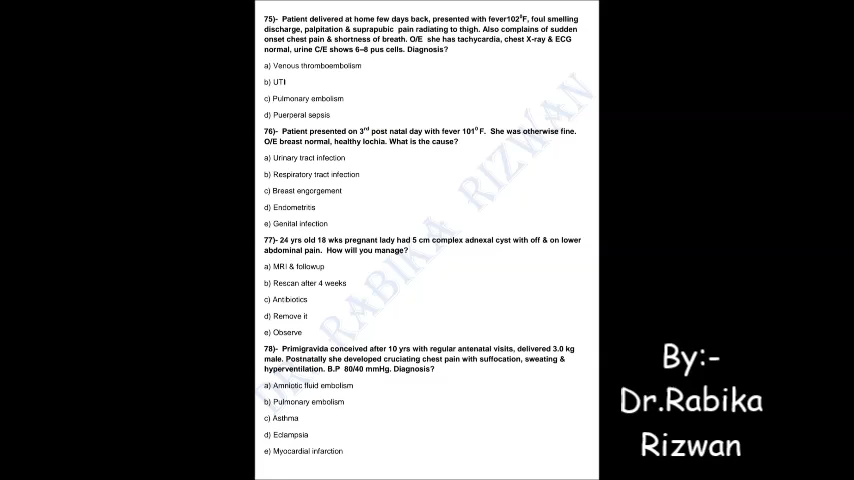 75)- Patient delivered at home few days back, presented with fever102⁰F, foul smelling
discharge, palpitation & suprapubic pain radiating to thigh. Also complains of sudden
onset chest pain & shortness of breath. O/E she has tachycardia, chest X-ray & ECG
normal, urine C/E shows 6–8 pus cells. Diagnosis?
a) Venous thromboembolism
b) UTI
c) Pulmonary embolism
d) Puerperal sepsis
76)- Patient presented on 3rd post natal day with fever 101⁰ F. She was otherwise fine.
O/E breast normal, healthy lochia. What is the cause?
a) Urinary tract infection
b) Respiratory tract infection
c) Breast engorgement
d) Endometritis
e) Genital infection
77)- 24 yrs old 18 wks pregnant lady had 5 cm complex adnexal cyst with off & on lower
abdominal pain. How will you manage?
a) MRI & followup
b) Rescan after 4 weeks
c) Antibiotics
d) Remove it
e) Observe
78)- Primigravida conceived after 10 yrs with regular antenatal visits, delivered 3.0 kg
male. Postnatally she developed cruciating chest pain with suffocation, sweating &
hyperventilation. B.P 80/40 mmHg. Diagnosis?
a) Amniotic fluid embolism
b) Pulmonary embolism
c) Asthma
d) Eclampsia
e) Myocardial infarction
DR RABIKA RIZWAN
By:-
Dr.Rabika
Rizwan